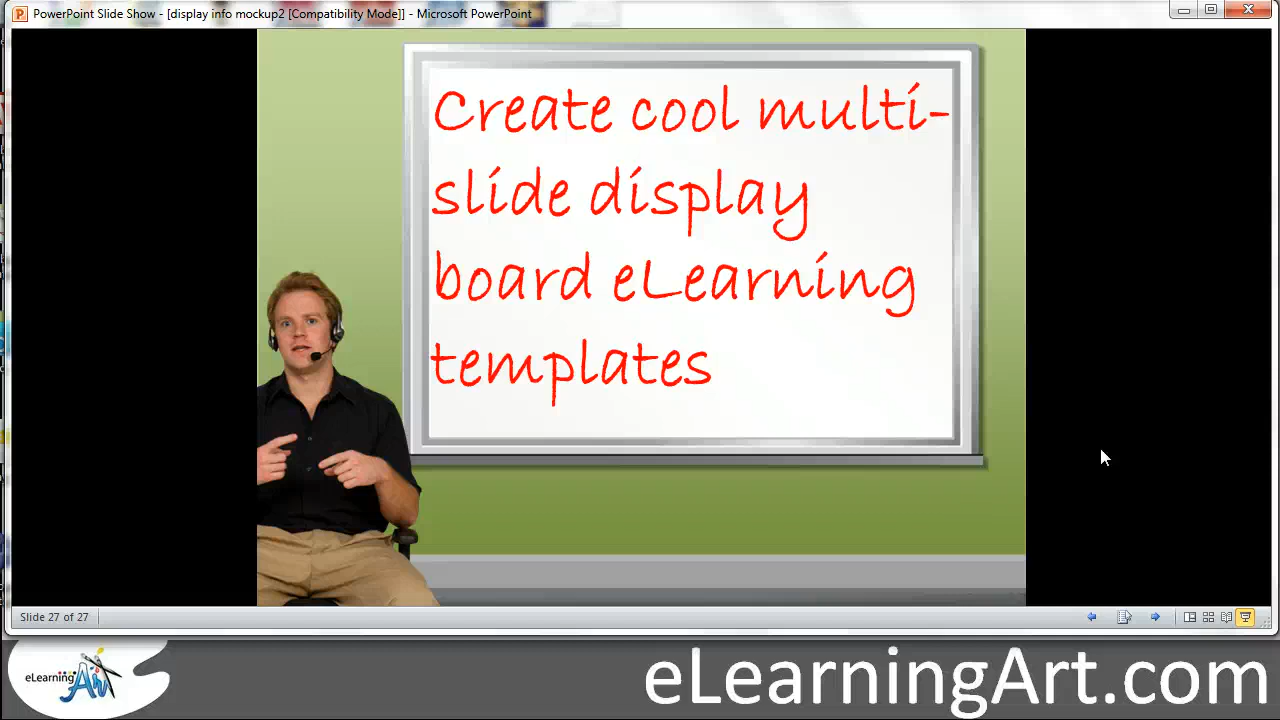 PowerPoint Slide Show - [display info mockup2 [Compatibility Mode]] - Microsoft PowerPoint
Create cool multi-
slide display
board eLearning
templates
Slide 27 of 27
eLearning
Art
eLearningArt.com